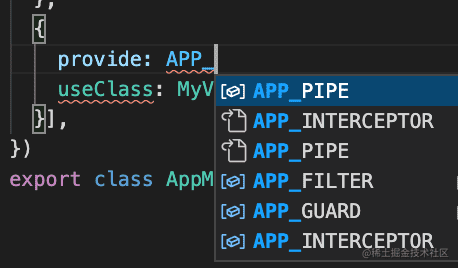 },
{
provide: APP_
useClass: MyV
}],
})
export class AppM
APP_PIPE
APP_INTERCEPTOR
APP_PIPE
APP_FILTER
APP_GUARD
APP_INTERCEPTOR
@稀土掘金技术社区